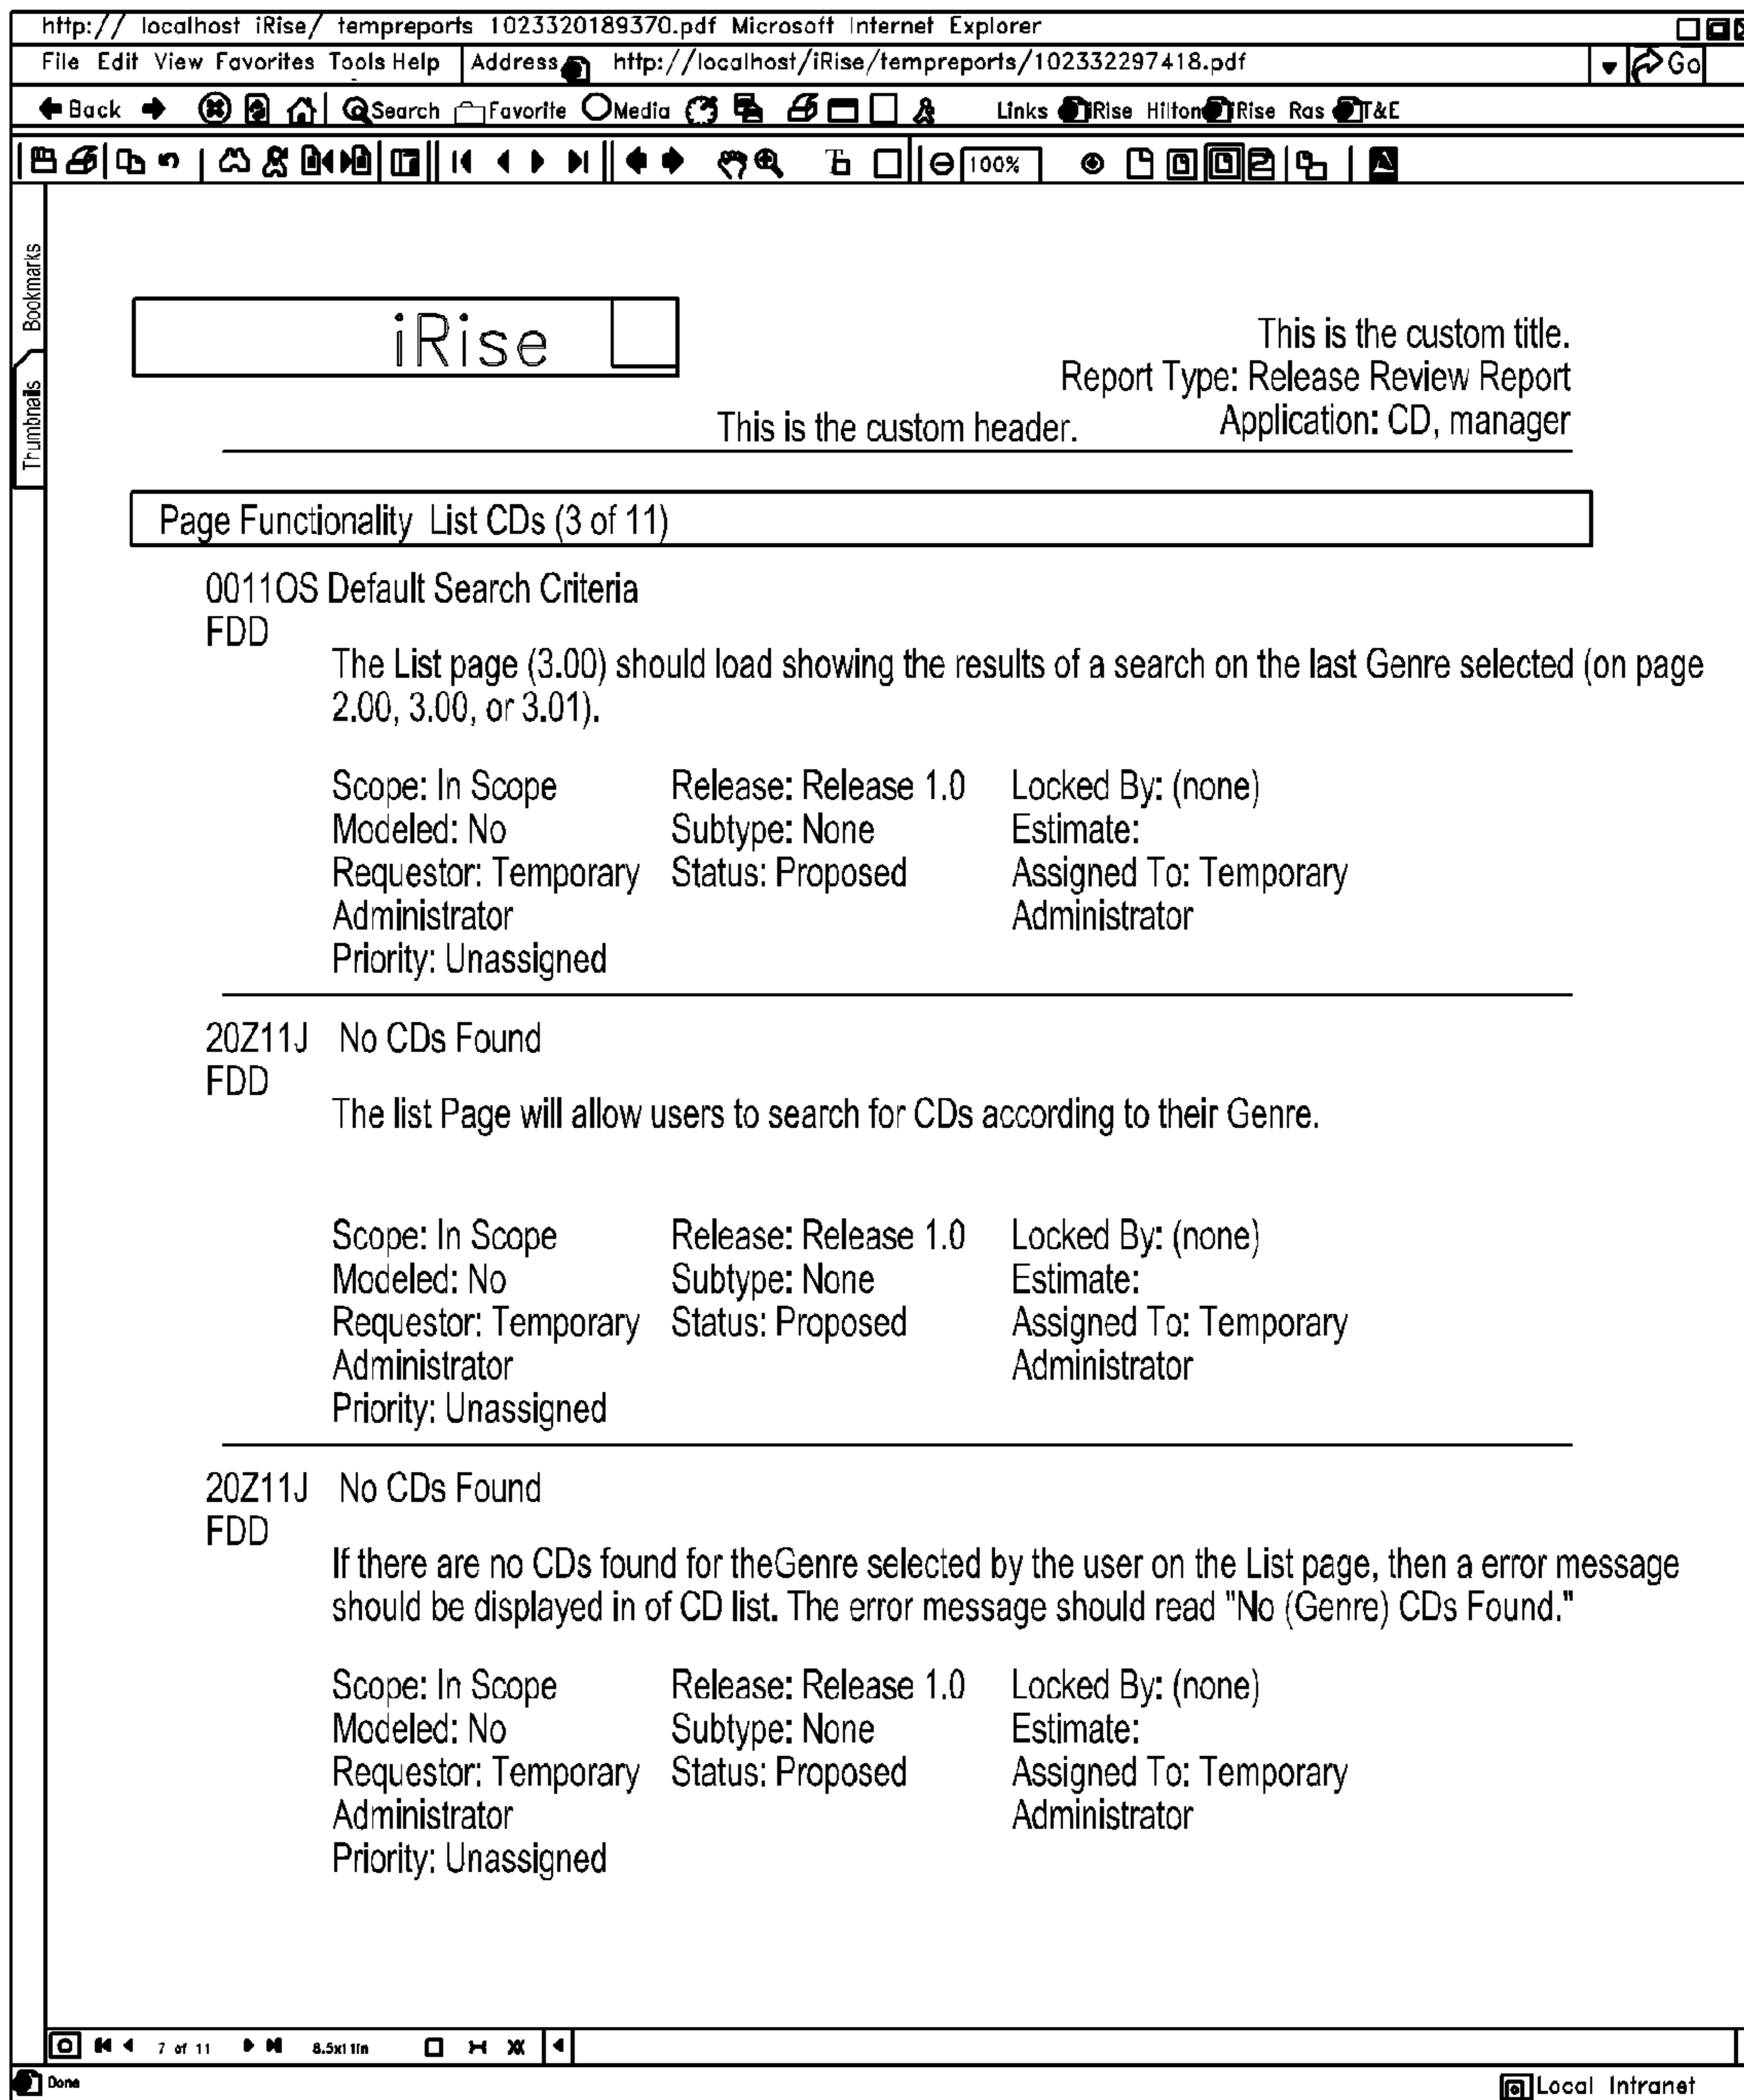 http:// localhost iRise/ tempreports 1023320189370.pdf Microsoft Internet Explorer
File Edit View Favorites Tools Help Address http://localhost/iRise/tempreports/102332297418.pdf Go
Back Search Favorite Media Links iRise Hilton iRise Ras T&E
100%
Bookmarks
Thumbnails
iRise
This is the custom title.
Report Type: Release Review Report
Application: CD, manager
This is the custom header.
Page Functionality List CDs (3 of 11)
0011OS Default Search Criteria
FDD
The List page (3.00) should load showing the results of a search on the last Genre selected (on page
2.00, 3.00, or 3.01).
Scope: In Scope Release: Release 1.0 Locked By: (none)
Modeled: No Subtype: None Estimate:
Requestor: Temporary Status: Proposed Assigned To: Temporary
Administrator Administrator
Priority: Unassigned
20Z11J No CDs Found
FDD
The list Page will allow users to search for CDs according to their Genre.
Scope: In Scope Release: Release 1.0 Locked By: (none)
Modeled: No Subtype: None Estimate:
Requestor: Temporary Status: Proposed Assigned To: Temporary
Administrator Administrator
Priority: Unassigned
20Z11J No CDs Found
FDD
If there are no CDs found for theGenre selected by the user on the List page, then a error message
should be displayed in of CD list. The error message should read "No (Genre) CDs Found."
Scope: In Scope Release: Release 1.0 Locked By: (none)
Modeled: No Subtype: None Estimate:
Requestor: Temporary Status: Proposed Assigned To: Temporary
Administrator Administrator
Priority: Unassigned
7 of 11 8.5x11in
Done Local Intranet